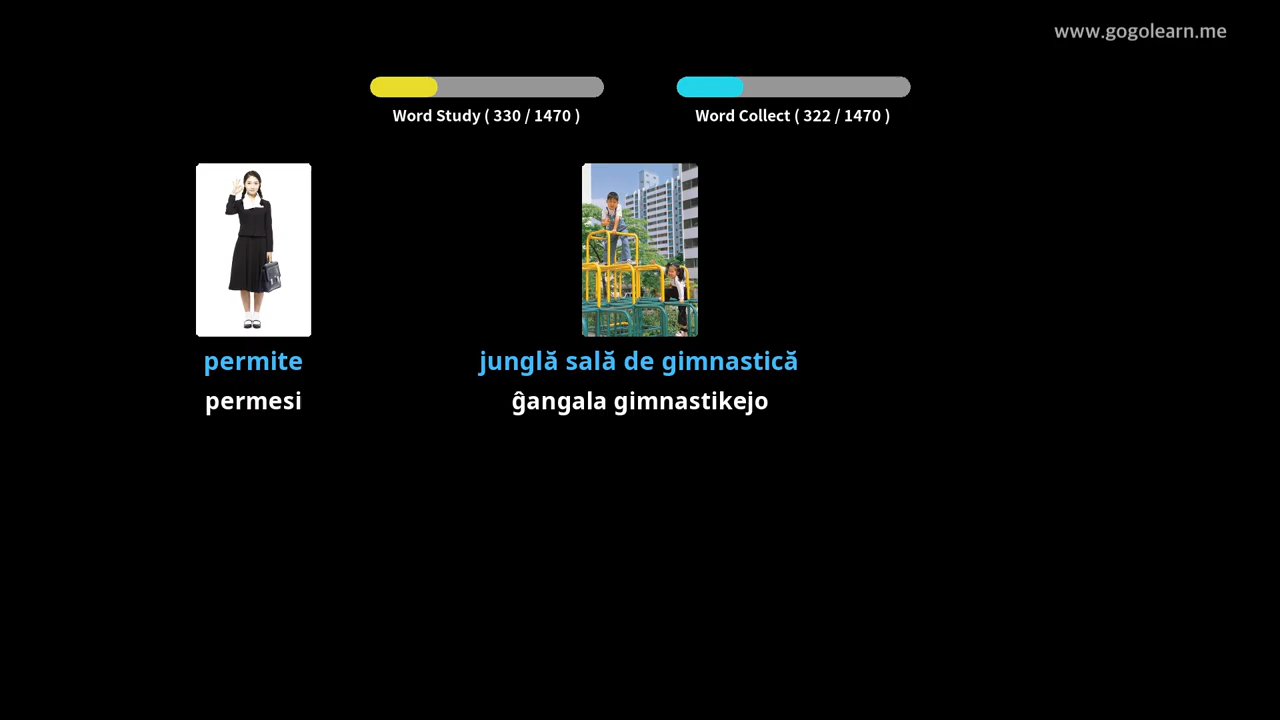 www.gogolearn.me
Word Study ( 330 / 1470 )
Word Collect ( 322 / 1470 )
permite
permesi
junglă sală de gimnastică
ĝangala gimnastikejo